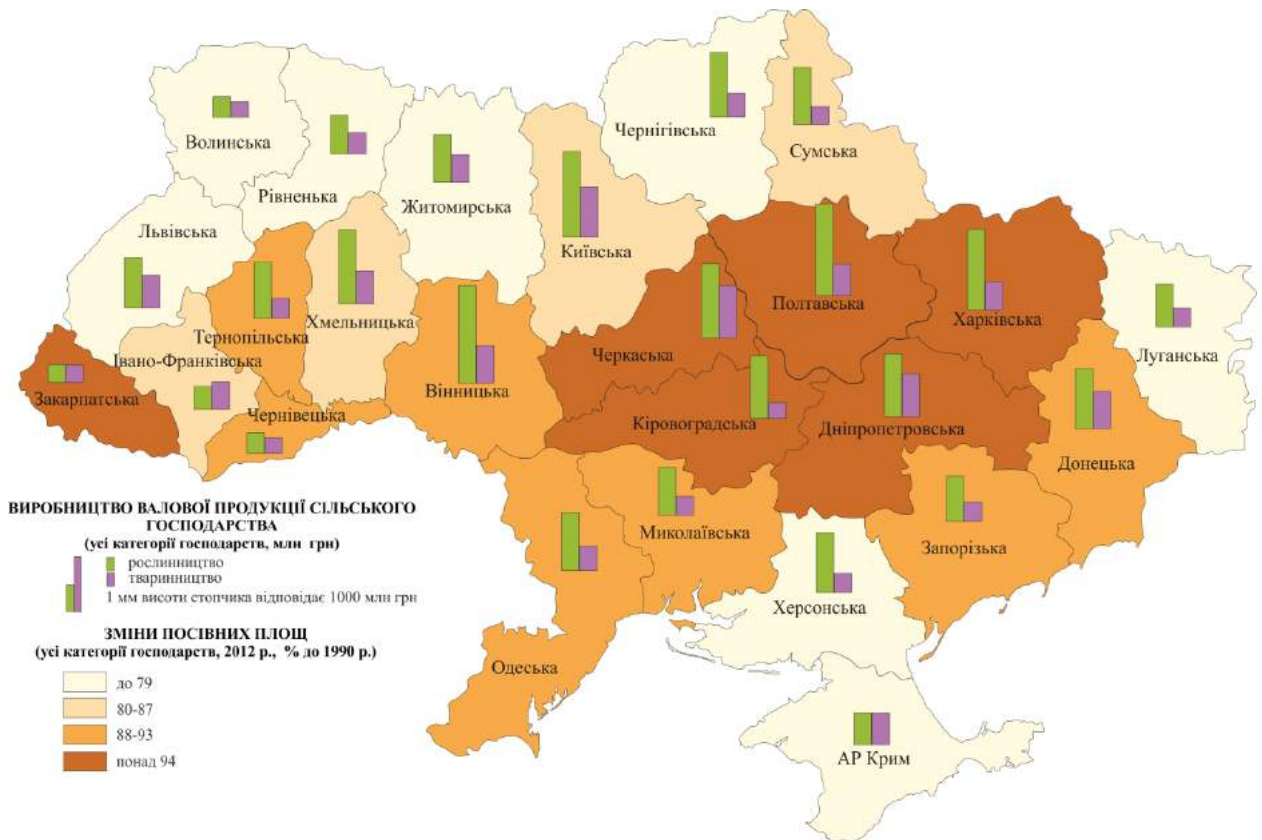 Волинська
Рівненька
Житомирська
Чернігівська
Сумська
Київська
Львівська
Тернопільська
Хмельницька
Івано-Франківська
Закарпатська
Чернівецька
Вінницька
Черкаська
Полтавська
Харківська
Луганська
Кіровоградська
Дніпропетровська
Донецька
Миколаївська
Запорізька
Херсонська
Одеська
АР Крим
ВИРОБНИЦТВО ВАЛОВОЇ ПРОДУКЦІЇ СІЛЬСЬКОГО
ГОСПОДАРСТВА
(усі категорії господарств, млн грн)
рослинництво
тваринництво
1 мм висоти стопчика відповідає 1000 млн грн
ЗМІНИ ПОСІВНИХ ПЛОЩ
(усі категорії господарств, 2012 р., % до 1990 р.)
до 79
80-87
88-93
понад 94